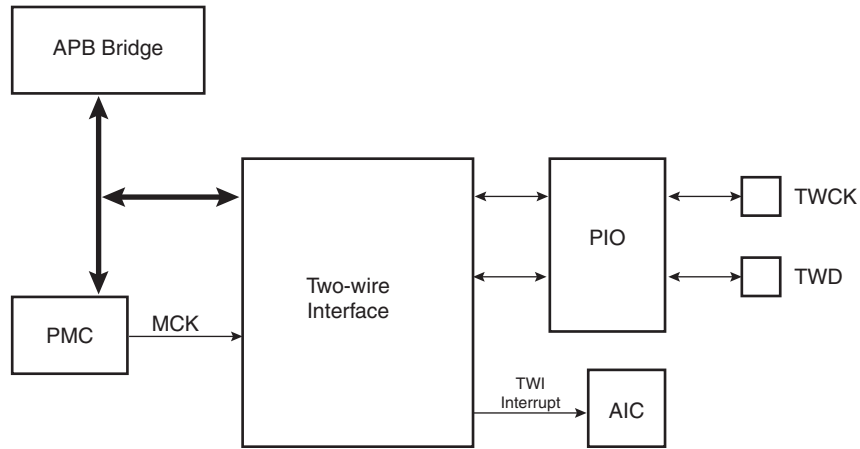 APB Bridge
TWCK
PIO
TWD
Two-wire
Interface
MCK
PMC
TWI
Interrupt
AIC